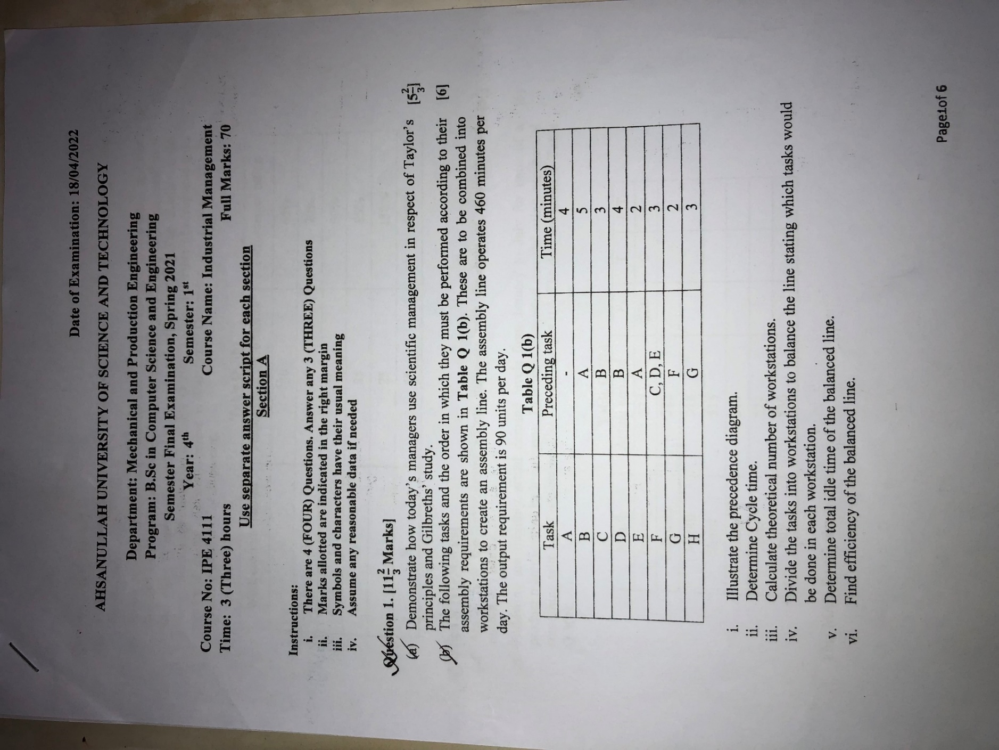 Date of Examination: 18/04/2022
AHSANULLAH UNIVERSITY OF SCIENCE AND TECHNOLOGY
Department: Mechanical and Production Engineering
Program: B.Sc in Computer Science and Engineering
Semester Final Examination, Spring 2021
Year: 4th Semester: 1st
Course No: IPE 4111 Course Name: Industrial Management
Time: 3 (Three) hours Full Marks: 70
Use separate answer script for each section
Section A
Instructions:
i. There are 4 (FOUR) Questions. Answer any 3 (THREE) Questions
ii. Marks allotted are indicated in the right margin
iii. Symbols and characters have their usual meaning
iv. Assume any reasonable data if needed
Question 1. [11 2/3 Marks]
(a) Demonstrate how today's managers use scientific management in respect of Taylor's [5 2/3]
principles and Gilbreths' study.
(b) The following tasks and the order in which they must be performed according to their [6]
assembly requirements are shown in Table Q 1(b). These are to be combined into
workstations to create an assembly line. The assembly line operates 460 minutes per
day. The output requirement is 90 units per day.
Table Q 1(b)
Task Preceding task Time (minutes)
A - 4
B A 5
C B 3
D B 4
E A 2
F C, D, E 3
G F 2
H G 3
i. Illustrate the precedence diagram.
ii. Determine Cycle time.
iii. Calculate theoretical number of workstations.
iv. Divide the tasks into workstations to balance the line stating which tasks would
be done in each workstation.
v. Determine total idle time of the balanced line.
vi. Find efficiency of the balanced line.
Page1of 6